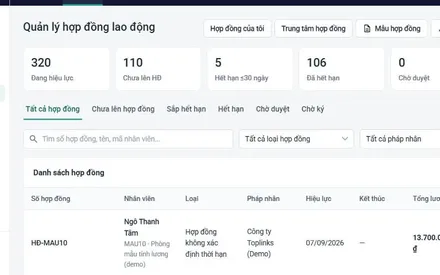 Quản lý hợp đồng lao động
Hợp đồng của tôi
Trung tâm hợp đồng
Mẫu hợp đồng
320
Đang hiệu lực
110
Chưa lên HĐ
5
Hết hạn ≤30 ngày
106
Đã hết hạn
0
Chờ duyệt
Tất cả hợp đồng
Chưa lên hợp đồng
Sắp hết hạn
Hết hạn
Chờ duyệt
Chờ ký
Tìm số hợp đồng, tên, mã nhân viên...
Tất cả loại hợp đồng
Tất cả pháp nhân
Danh sách hợp đồng
Số hợp đồng
Nhân viên
Loại
Pháp nhân
Hiệu lực
Kết thúc
Tổng lươ
HĐ-MAU10
Ngô Thanh
Tâm
MAU10 · Phòng
mẫu tính lương
(demo)
Hợp đồng
không xác
định thời hạn
Công ty
Toplinks
(demo)
07/09/2026
—
13.700.0
₫